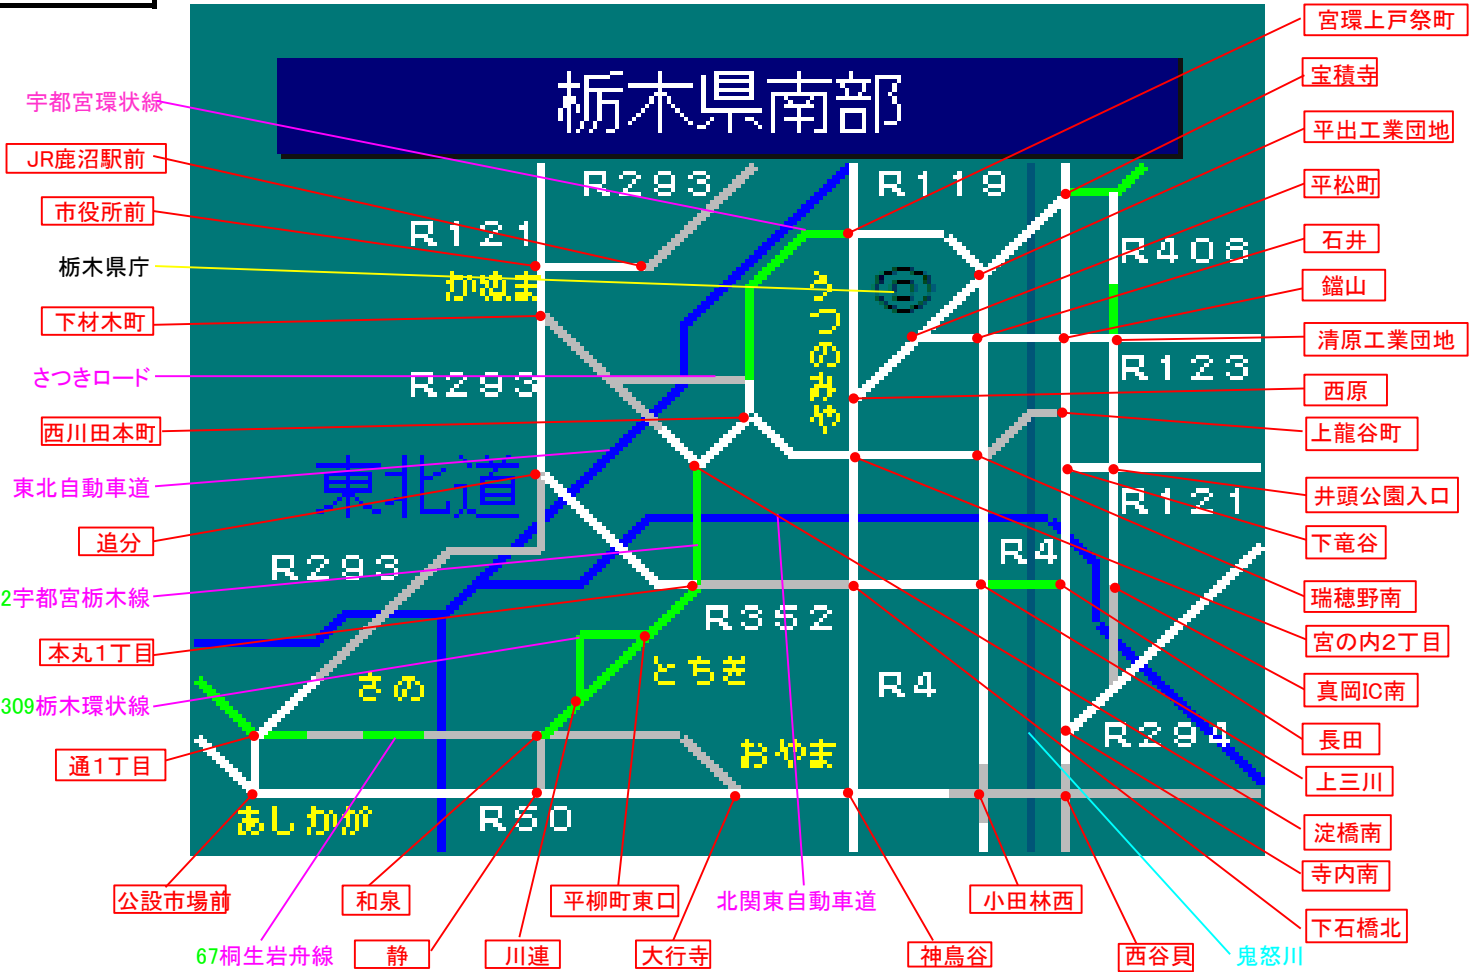 宮環上戸祭町
宝積寺
栃木県南部
宇都宮環状線
平出工業団地
JR鹿沼駅前
R293
R119
平松町
市役所前
R121
石井
R408
栃木県庁
かぬま
うつのみや
鐺山
下材木町
清原工業団地
さつきロード
R293
R123
西原
西川田本町
上龍谷町
東北自動車道
東北道
R121
井頭公園入口
追分
R293
R4
下竜谷
2宇都宮栃木線
瑞穂野南
R352
本丸1丁目
とちぎ
宮の内2丁目
さの
R4
真岡IC南
309栃木環状線
R294
長田
通1丁目
おやま
上三川
あしかが
R50
淀橋南
寺内南
公設市場前
和泉
平柳町東口
北関東自動車道
小田林西
下石橋北
67桐生岩舟線
静
川連
大行寺
神鳥谷
西谷貝
鬼怒川